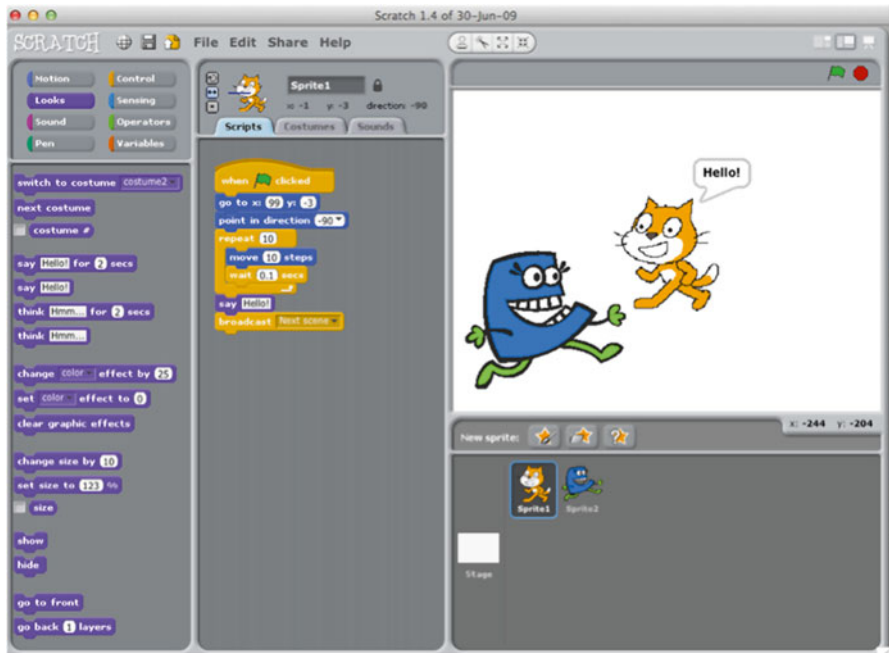 Scratch 1.4 of 30-Jun-09
SCRATCH File Edit Share Help
Motion Control
Looks Sensing
Sound Operators
Pen Variables
switch to costume costume2
next costume
costume #
say Hello! for 2 secs
say Hello!
think Hmm... for 2 secs
think Hmm...
change color effect by 25
set color effect to 0
clear graphic effects
change size by 10
set size to 123 %
size
show
hide
go to front
go back 1 layers
Sprite1
x: -1 y: -3 direction: -90
Scripts Costumes Sounds
when clicked
go to x: 99 y: -3
point in direction -90
repeat 10
move 10 steps
wait 0.1 secs
say Hello!
broadcast Next scene
Hello!
x: -244 y: -204
New sprite:
Sprite1 Sprite2
Stage